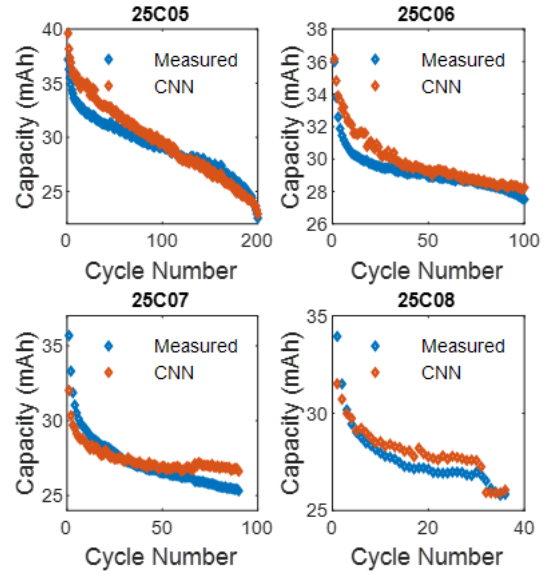 25C05
40
35
30
25
Capacity (mAh)
Measured
CNN
0
100
200
Cycle Number
25C06
38
36
34
32
30
28
26
Capacity (mAh)
Measured
CNN
0
50
100
Cycle Number
25C07
35
30
25
Capacity (mAh)
Measured
CNN
0
50
100
Cycle Number
25C08
35
30
25
Capacity (mAh)
Measured
CNN
0
20
40
Cycle Number